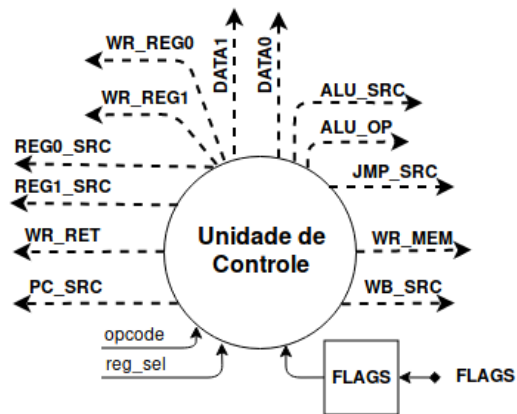 WR_REG0
DATA1
DATA0
WR_REG1
ALU_SRC
ALU_OP
REG0_SRC
JMP_SRC
REG1_SRC
Unidade de
Controle
WR_RET
WR_MEM
PC_SRC
WB_SRC
opcode
reg_sel
FLAGS
FLAGS